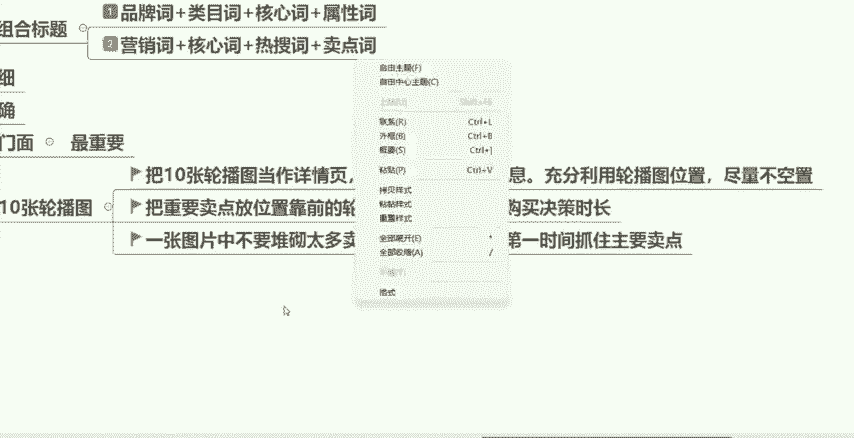 1 品牌词+类目词+核心词+属性词
组合标题
2 营销词+核心词+热搜词+卖点词
细
确
门面 最重要
把10张轮播图当作详情页, 息。充分利用轮播图位置，尽量不空置
10张轮播图 把重要卖点放位置靠前的轮 购买决策时长
一张图片中不要堆砌太多卖 第一时间抓住主要卖点
自由主题(F)
自由中心主题(C)
联系(R) Ctrl+L
外框(B) Ctrl+B
概要(S) Ctrl+]
粘贴(P) Ctrl+V
拷贝样式
粘贴样式
重置样式
全部展开(E) *
全部收缩(A) /
格式